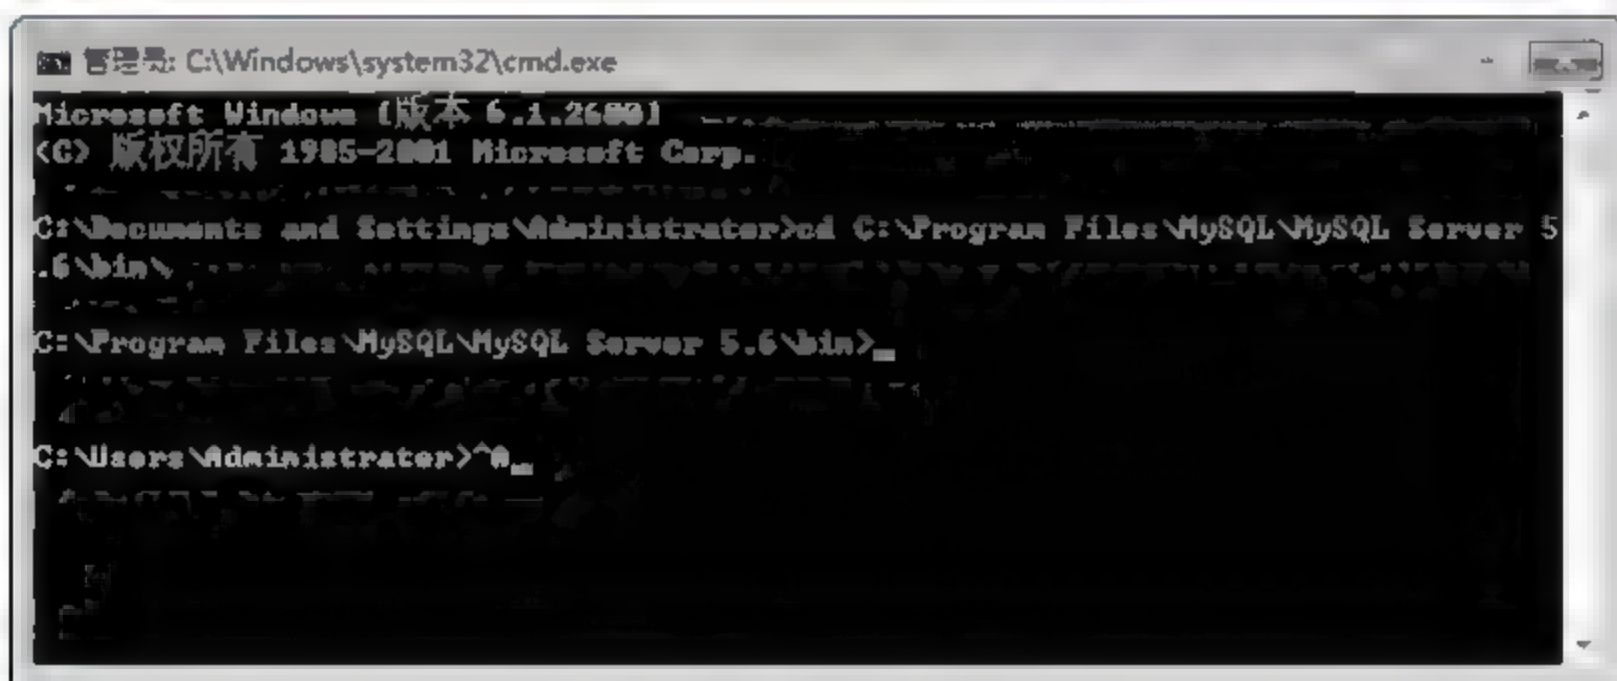 管理员: C:\Windows\system32\cmd.exe
Microsoft Windows [版本 6.1.2600]
(C) 版权所有 1985-2001 Microsoft Corp.
C:\Documents and Settings\Administrator>cd C:\Program Files\MySQL\MySQL Server 5
.6\bin\
C:\Program Files\MySQL\MySQL Server 5.6\bin>_
C:\Users\Administrator>^A_